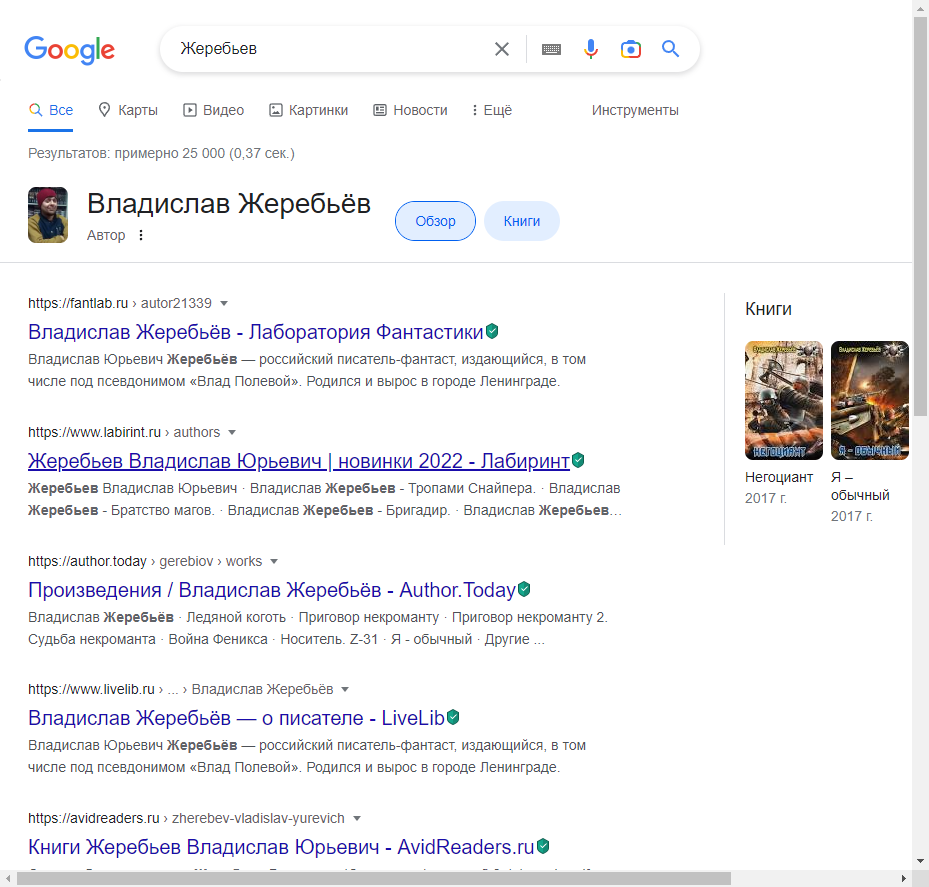 Google
Жеребьев
Все
Карты
Видео
Картинки
Новости
Ещё
Инструменты
Результатов: примерно 25 000 (0,37 сек.)
Владислав Жеребьёв
Автор
Обзор
Книги
https://fantlab.ru › autor21339
Владислав Жеребьёв - Лаборатория Фантастики
Владислав Юрьевич Жеребьёв — российский писатель-фантаст, издающийся, в том
числе под псевдонимом «Влад Полевой». Родился и вырос в городе Ленинграде.
https://www.labirint.ru › authors
Жеребьев Владислав Юрьевич | новинки 2022 - Лабиринт
Жеребьев Владислав Юрьевич · Владислав Жеребьев - Тропами Снайпера. · Владислав
Жеребьев - Братство магов. · Владислав Жеребьев - Бригадир. · Владислав Жеребьев...
https://author.today › gerebiov › works
Произведения / Владислав Жеребьёв - Author.Today
Владислав Жеребьёв · Ледяной коготь · Приговор некроманту · Приговор некроманту 2.
Судьба некроманта · Война Феникса · Носитель. Z-31 · Я - обычный · Другие ...
https://www.livelib.ru › ... › Владислав Жеребьёв
Владислав Жеребьёв — о писателе - LiveLib
Владислав Юрьевич Жеребьёв — российский писатель-фантаст, издающийся, в том
числе под псевдонимом «Влад Полевой». Родился и вырос в городе Ленинграде.
https://avidreaders.ru › zherebev-vladislav-yurevich
Книги Жеребьев Владислав Юрьевич - AvidReaders.ru
Книги
Владислав Жеребьёв
НЕГОЦИАНТ
Владислав Жеребьёв
Я - ОБЫЧНЫЙ
Негоциант
2017 г.
Я –
обычный
2017 г.